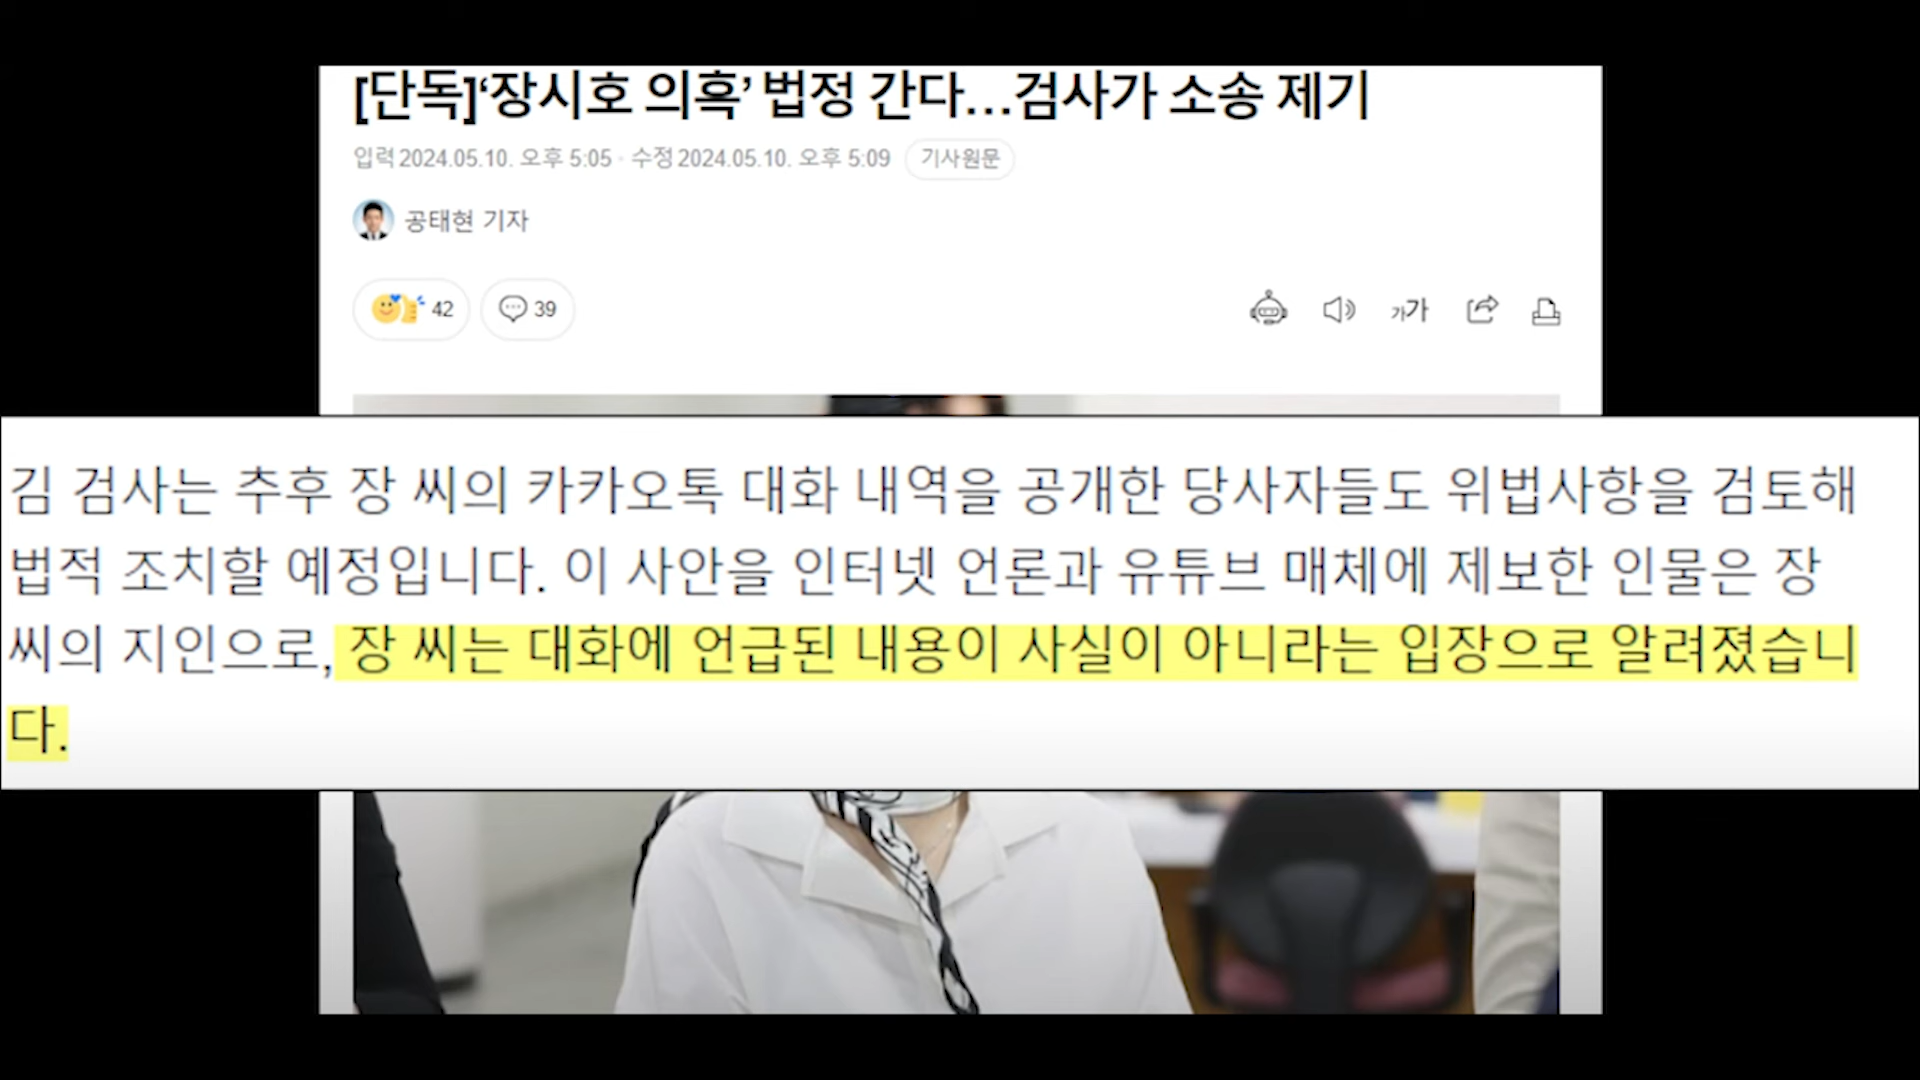 [단독]‘장시호 의혹’ 법정 간다…검사가 소송 제기
입력 2024.05.10. 오후 5:05 · 수정 2024.05.10. 오후 5:09 기사원문
공태현 기자
42 39 가가
김 검사는 추후 장 씨의 카카오톡 대화 내역을 공개한 당사자들도 위법사항을 검토해
법적 조치할 예정입니다. 이 사안을 인터넷 언론과 유튜브 매체에 제보한 인물은 장
씨의 지인으로, 장 씨는 대화에 언급된 내용이 사실이 아니라는 입장으로 알려졌습니
다.